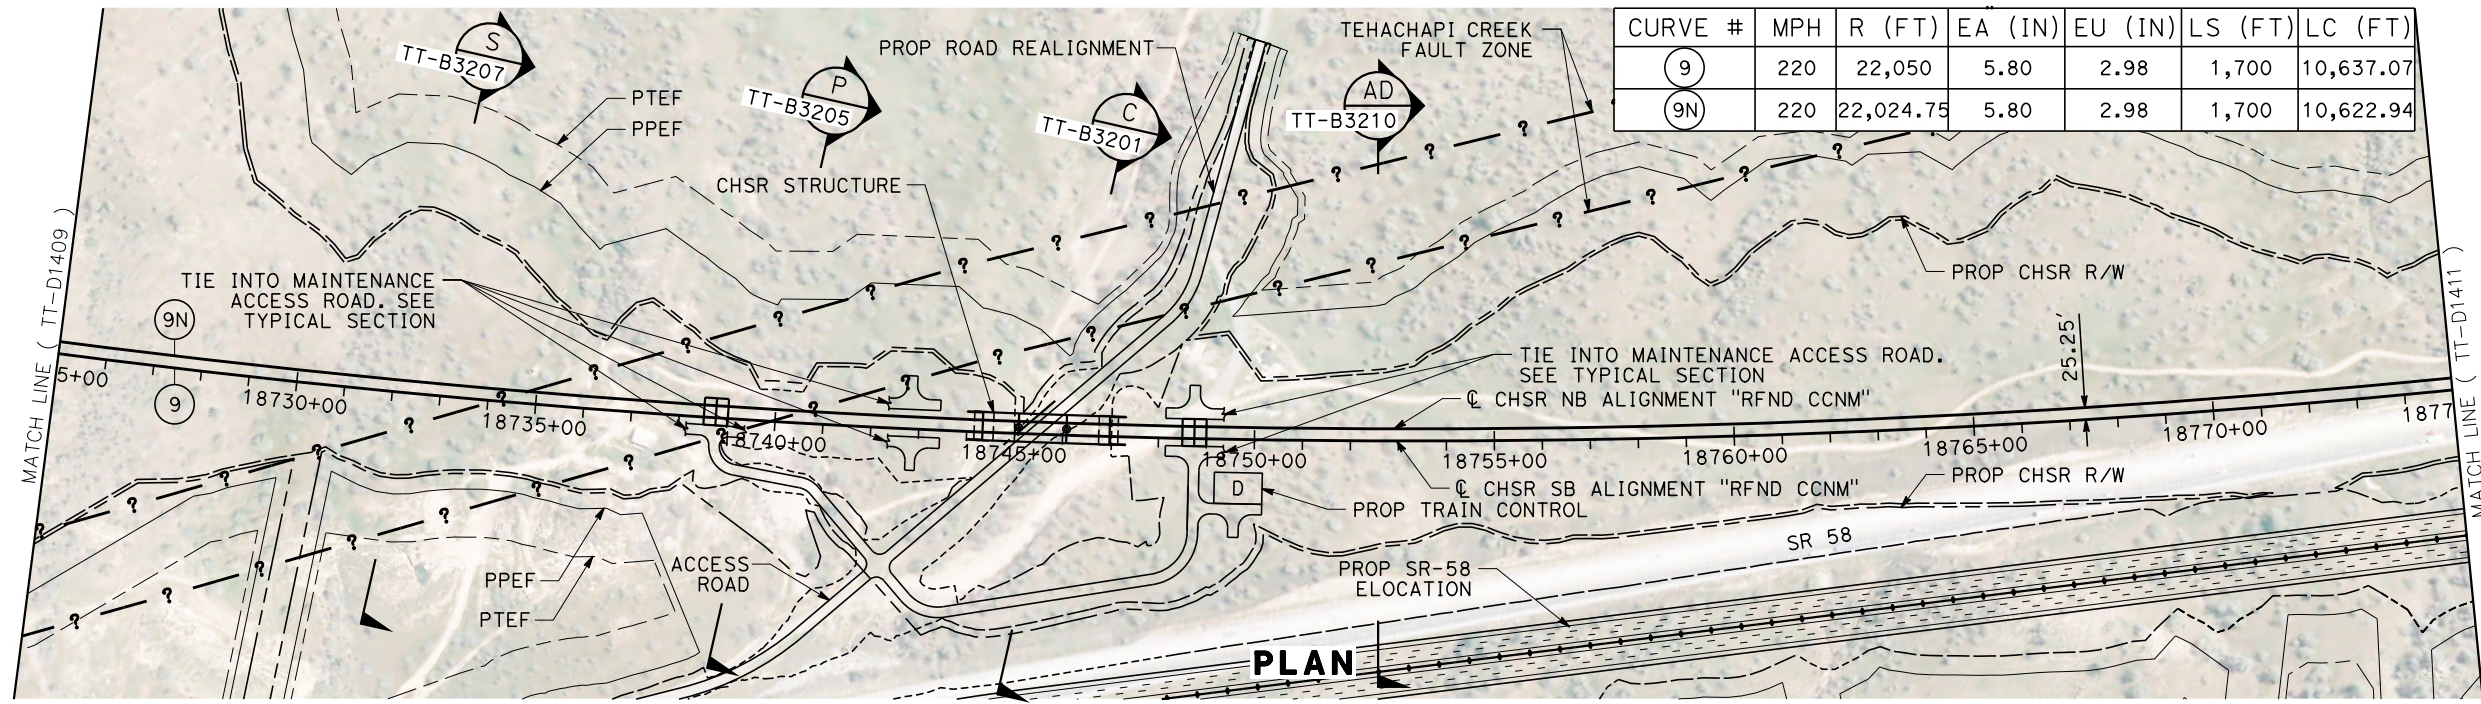 S
TT-B3207
P
TT-B3205
PROP ROAD REALIGNMENT
C
TT-B3201
AD
TT-B3210
TEHACHAPI CREEK
FAULT ZONE
CURVE # MPH R (FT) EA (IN) EU (IN) LS (FT) LC (FT)
9 220 22,050 5.80 2.98 1,700 10,637.07
9N 220 22,024.75 5.80 2.98 1,700 10,622.94
PTEF
PPEF
CHSR STRUCTURE
MATCH LINE ( TT-D1409 )
TIE INTO MAINTENANCE
ACCESS ROAD. SEE
TYPICAL SECTION
PROP CHSR R/W
9N
9
5+00
18730+00
18735+00
18740+00
18745+00
18750+00
18755+00
18760+00
18765+00
18770+00
1877
25.25'
TIE INTO MAINTENANCE ACCESS ROAD.
SEE TYPICAL SECTION
℄ CHSR NB ALIGNMENT "RFND CCNM"
℄ CHSR SB ALIGNMENT "RFND CCNM"
PROP CHSR R/W
D
PROP TRAIN CONTROL
SR 58
PPEF
PTEF
ACCESS
ROAD
PROP SR-58
ELOCATION
PLAN
MATCH LINE ( TT-D1411 )